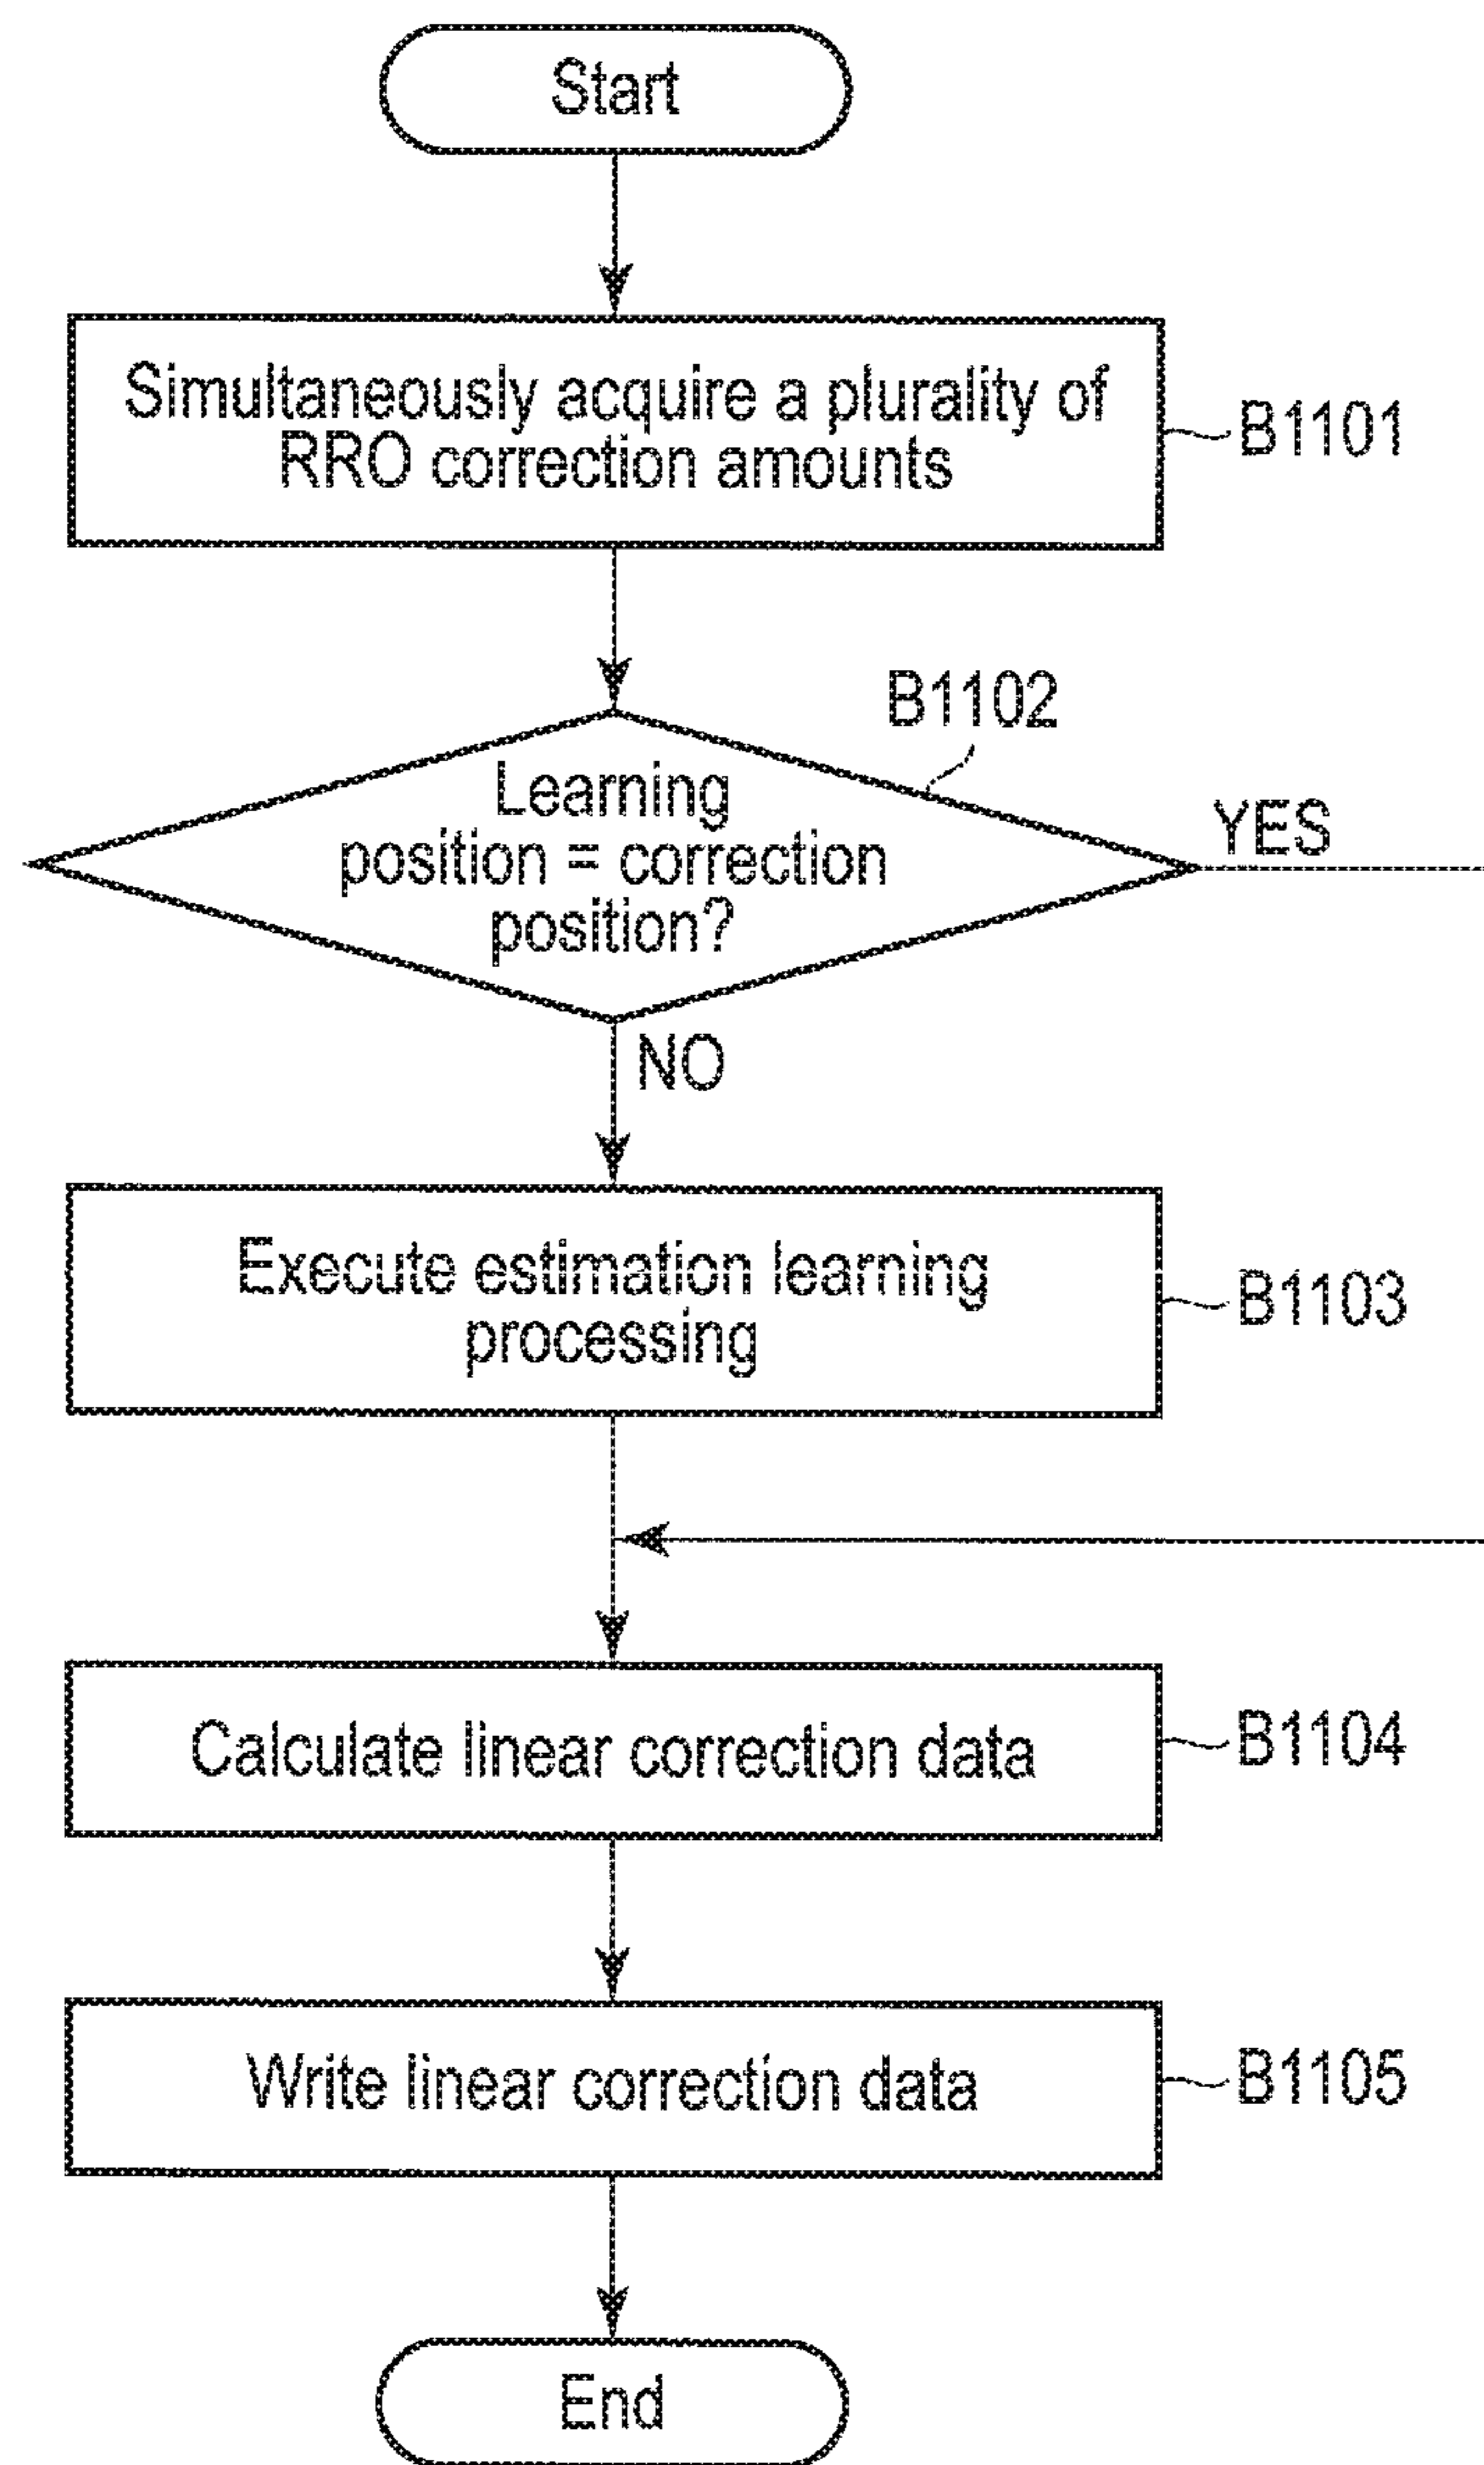 Start
Simultaneously acquire a plurality of
RRO correction amounts
B1101
B1102
Learning
position = correction
position?
YES
NO
Execute estimation learning
processing
B1103
Calculate linear correction data
B1104
Write linear correction data
B1105
End